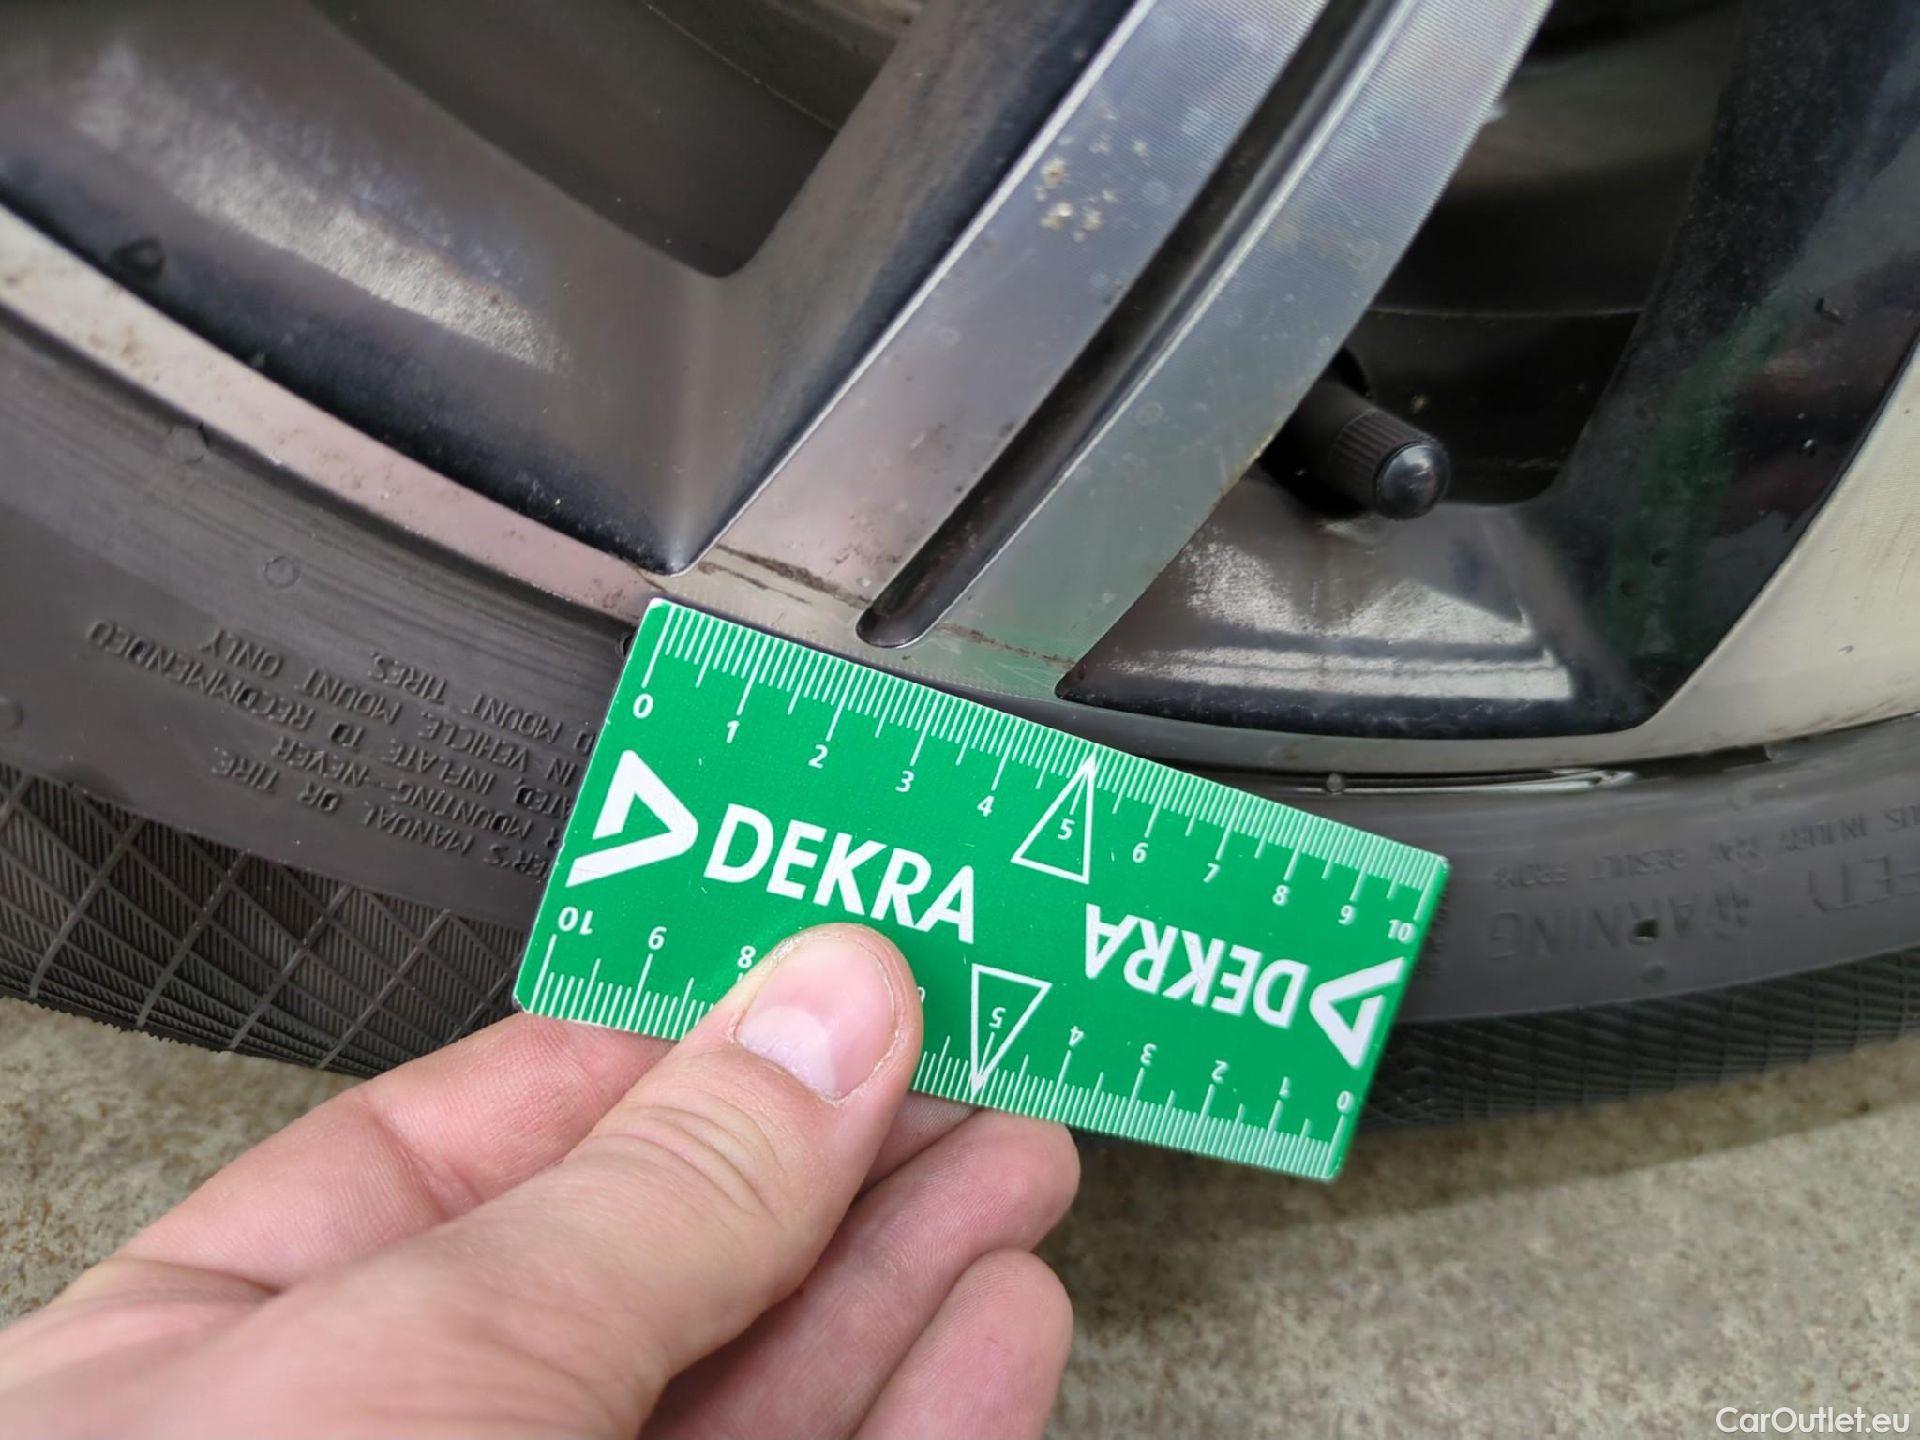 0 1 2 3 4 5 6 7 8 9 10
DEKRA
DEKRA
10 9 8 5 4 3 2 1 0
MANUAL OR TIRE
MOUNTING-NEVER
INFLATE TO RECOMMENDED
IN VEHICLE, MOUNT ONLY
MOUNT TIRES.
WARNING
CarOutlet.eu